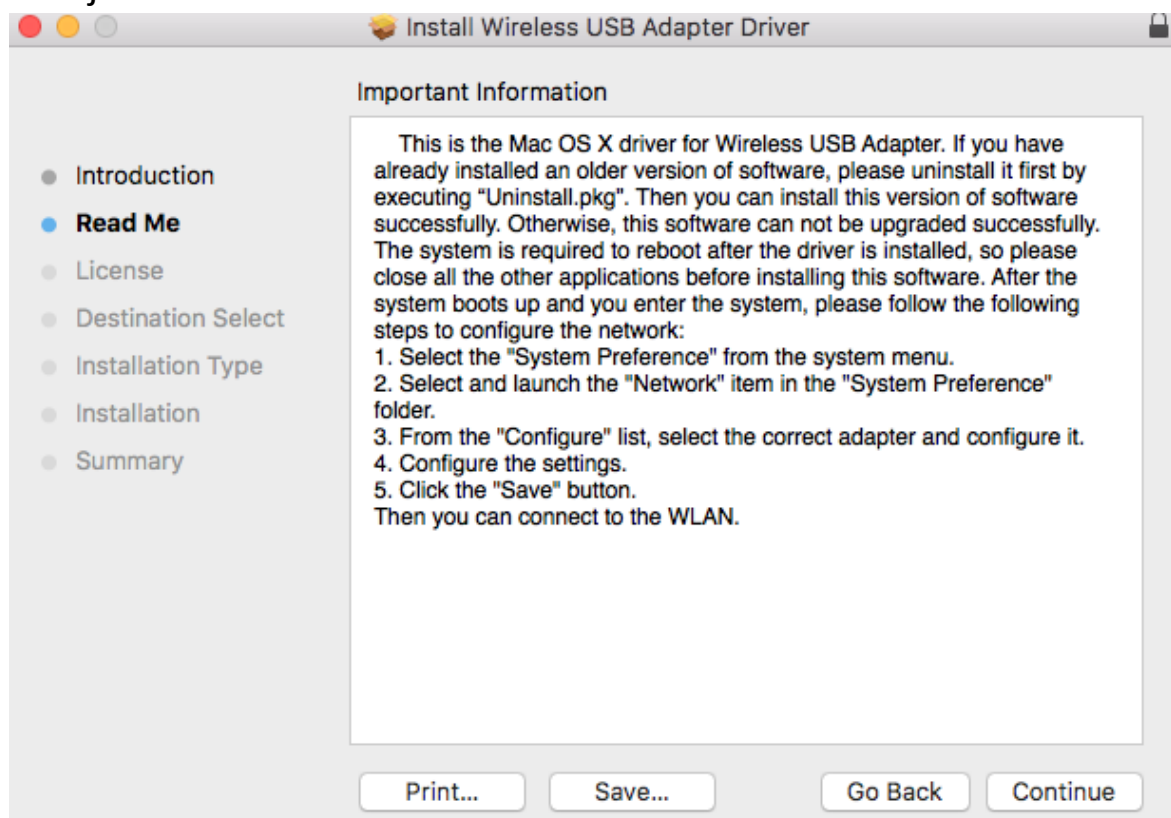 Install Wireless USB Adapter Driver
Important Information
Introduction
Read Me
License
Destination Select
Installation Type
Installation
Summary
This is the Mac OS X driver for Wireless USB Adapter. If you have
already installed an older version of software, please uninstall it first by
executing “Uninstall.pkg". Then you can install this version of software
successfully. Otherwise, this software can not be upgraded successfully.
The system is required to reboot after the driver is installed, so please
close all the other applications before installing this software. After the
system boots up and you enter the system, please follow the following
steps to configure the network:
1. Select the "System Preference" from the system menu.
2. Select and launch the "Network" item in the "System Preference"
folder.
3. From the "Configure" list, select the correct adapter and configure it.
4. Configure the settings.
5. Click the "Save" button.
Then you can connect to the WLAN.
Print... Save... Go Back Continue